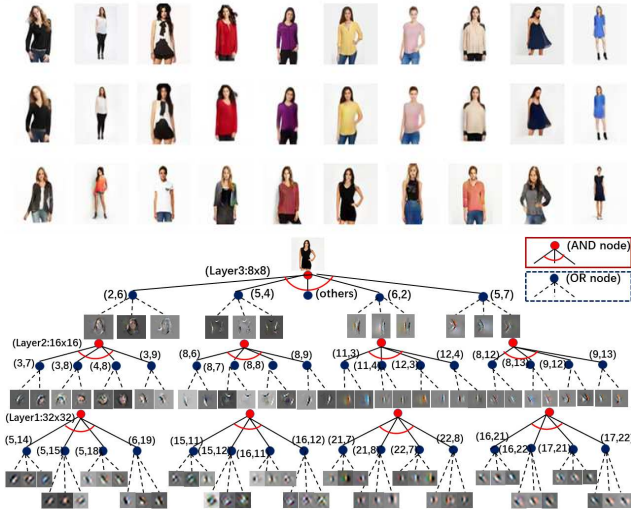 (Layer3:8x8)
(AND node)
(OR node)
(2,6) (5,4) (others) (6,2) (5,7)
(Layer2:16x16)
(3,7) (3,8) (4,8) (3,9) (8,6) (8,7) (8,8) (8,9) (11,3) (11,4) (12,3) (12,4) (8,12) (8,13) (9,12) (9,13)
(Layer1:32x32)
(5,14) (5,15) (5,18) (6,19) (15,11) (15,12) (16,11) (16,12) (21,7) (21,8) (22,7) (22,8) (16,21) (16,22) (17,21) (17,22)